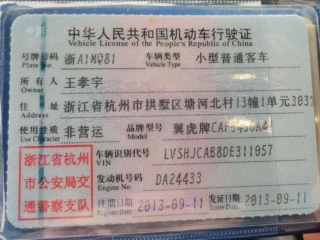 中华人民共和国机动车行驶证
Vehicle License of the People's Republic of China
号牌号码 浙A1MQ81 车辆类型 小型普通客车
Plate No. Vehicle Type
所有人 王孝宇
Owner
住址 浙江省杭州市拱墅区塘河北村13幢1单元303
Address
使用性质 非营运 品牌型号 翼虎牌
Use Character Model
浙江省杭州
市公安局交
通警察支队
车辆识别代号 LVSHJCAB8DE311057
VIN
发动机号码 DA24433
Engine No.
注册日期 2013-09-11 发证日期 2013-09-11
Register Date Issue Date